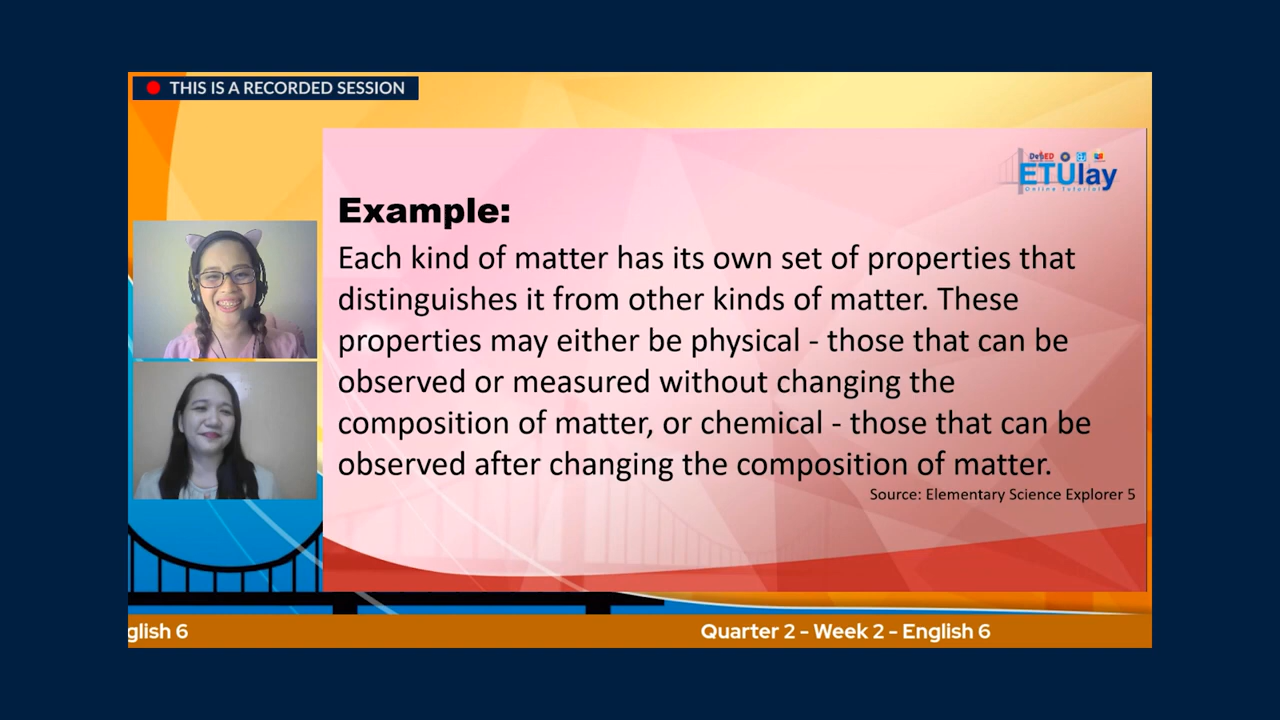 THIS IS A RECORDED SESSION
DepED
ETUlay
Online Tutorial
Example:
Each kind of matter has its own set of properties that
distinguishes it from other kinds of matter. These
properties may either be physical - those that can be
observed or measured without changing the
composition of matter, or chemical - those that can be
observed after changing the composition of matter.
Source: Elementary Science Explorer 5
glish 6
Quarter 2 - Week 2 - English 6